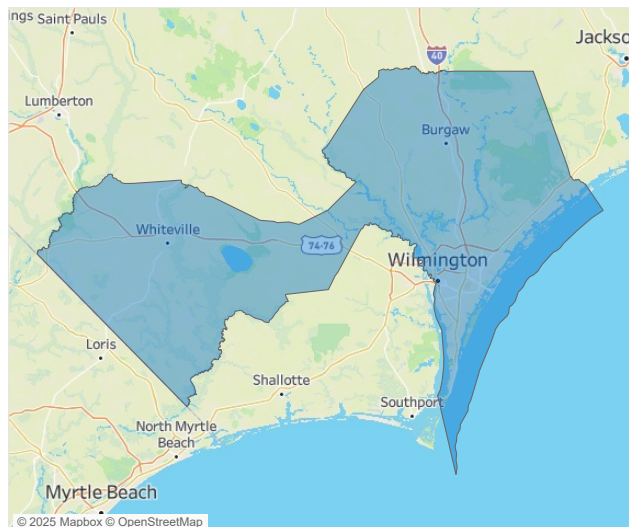 ngs
Saint Pauls
40
Jackso
Lumberton
Burgaw
Whiteville
74-76
Wilmington
Loris
Shallotte
Southport
North Myrtle
Beach
Myrtle Beach
© 2025 Mapbox © OpenStreetMap